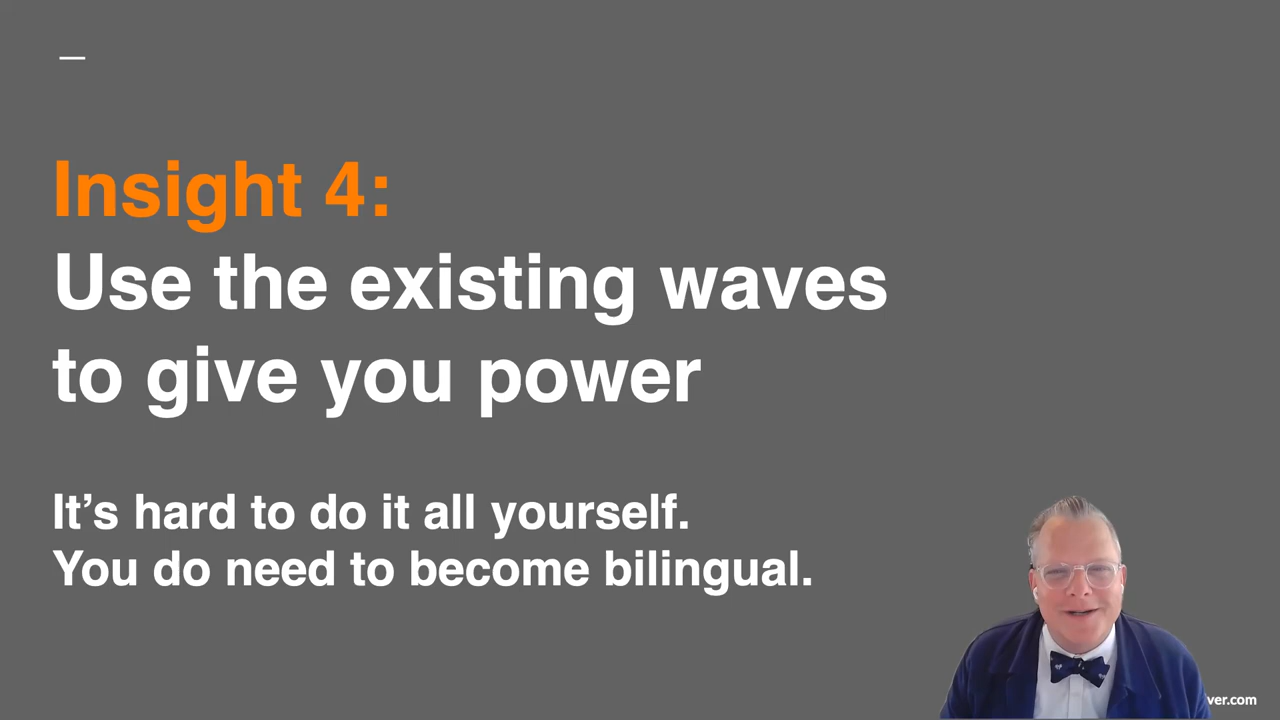 Insight 4:
Use the existing waves
to give you power
It’s hard to do it all yourself.
You do need to become bilingual.
ver.com